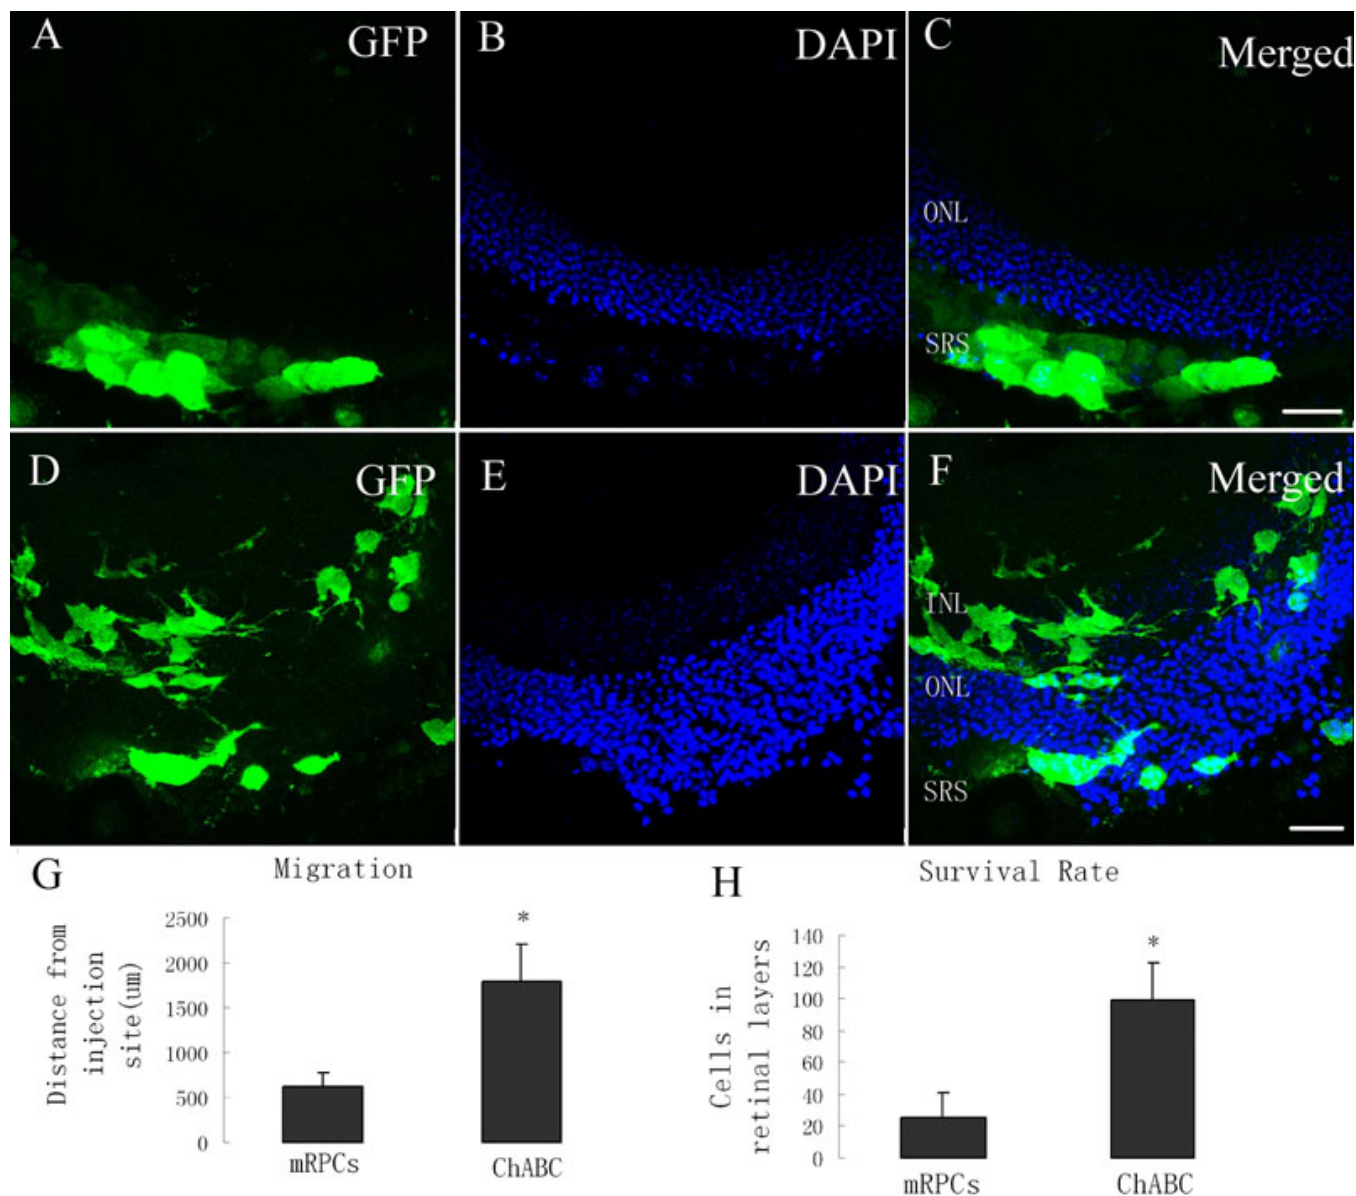 A
GFP
B
DAPI
C
Merged
ONL
SRS
D
GFP
E
DAPI
F
Merged
INL
ONL
SRS
G
Migration
Distance from
injection
site(um)
2500
2000
1500
1000
500
0
*
mRPCs
ChABC
H
Survival Rate
Cells in
retinal layers
140
120
100
80
60
40
20
0
*
mRPCs
ChABC